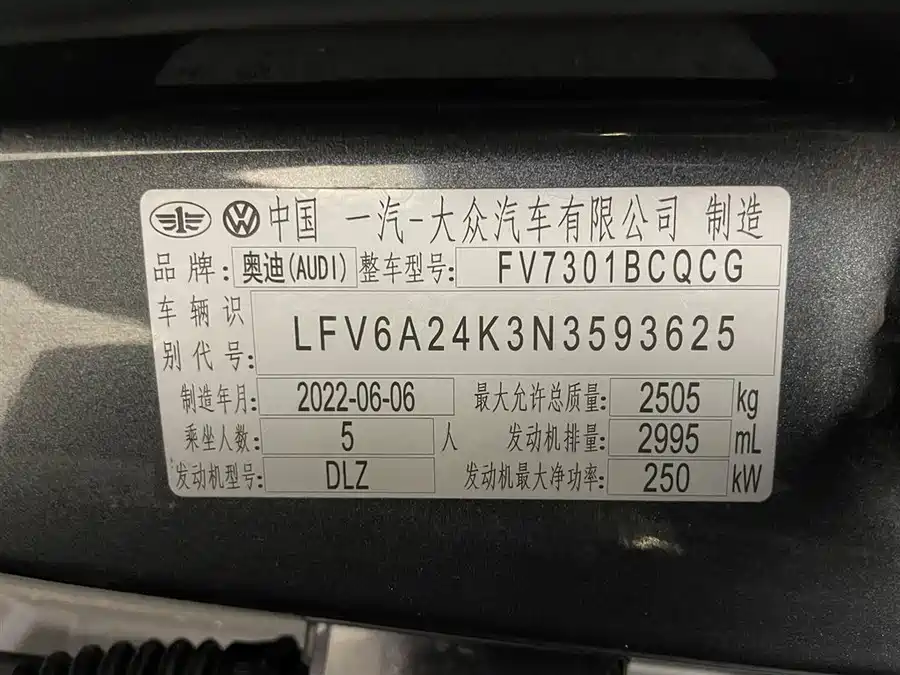 中国 一汽-大众汽车有限公司 制造
品牌: 奥迪(AUDI) 整车型号: FV7301BCQCG
车辆识别代号: LFV6A24K3N3593625
制造年月: 2022-06-06 最大允许总质量: 2505 kg
乘坐人数: 5 人 发动机排量: 2995 mL
发动机型号: DLZ 发动机最大净功率: 250 kW